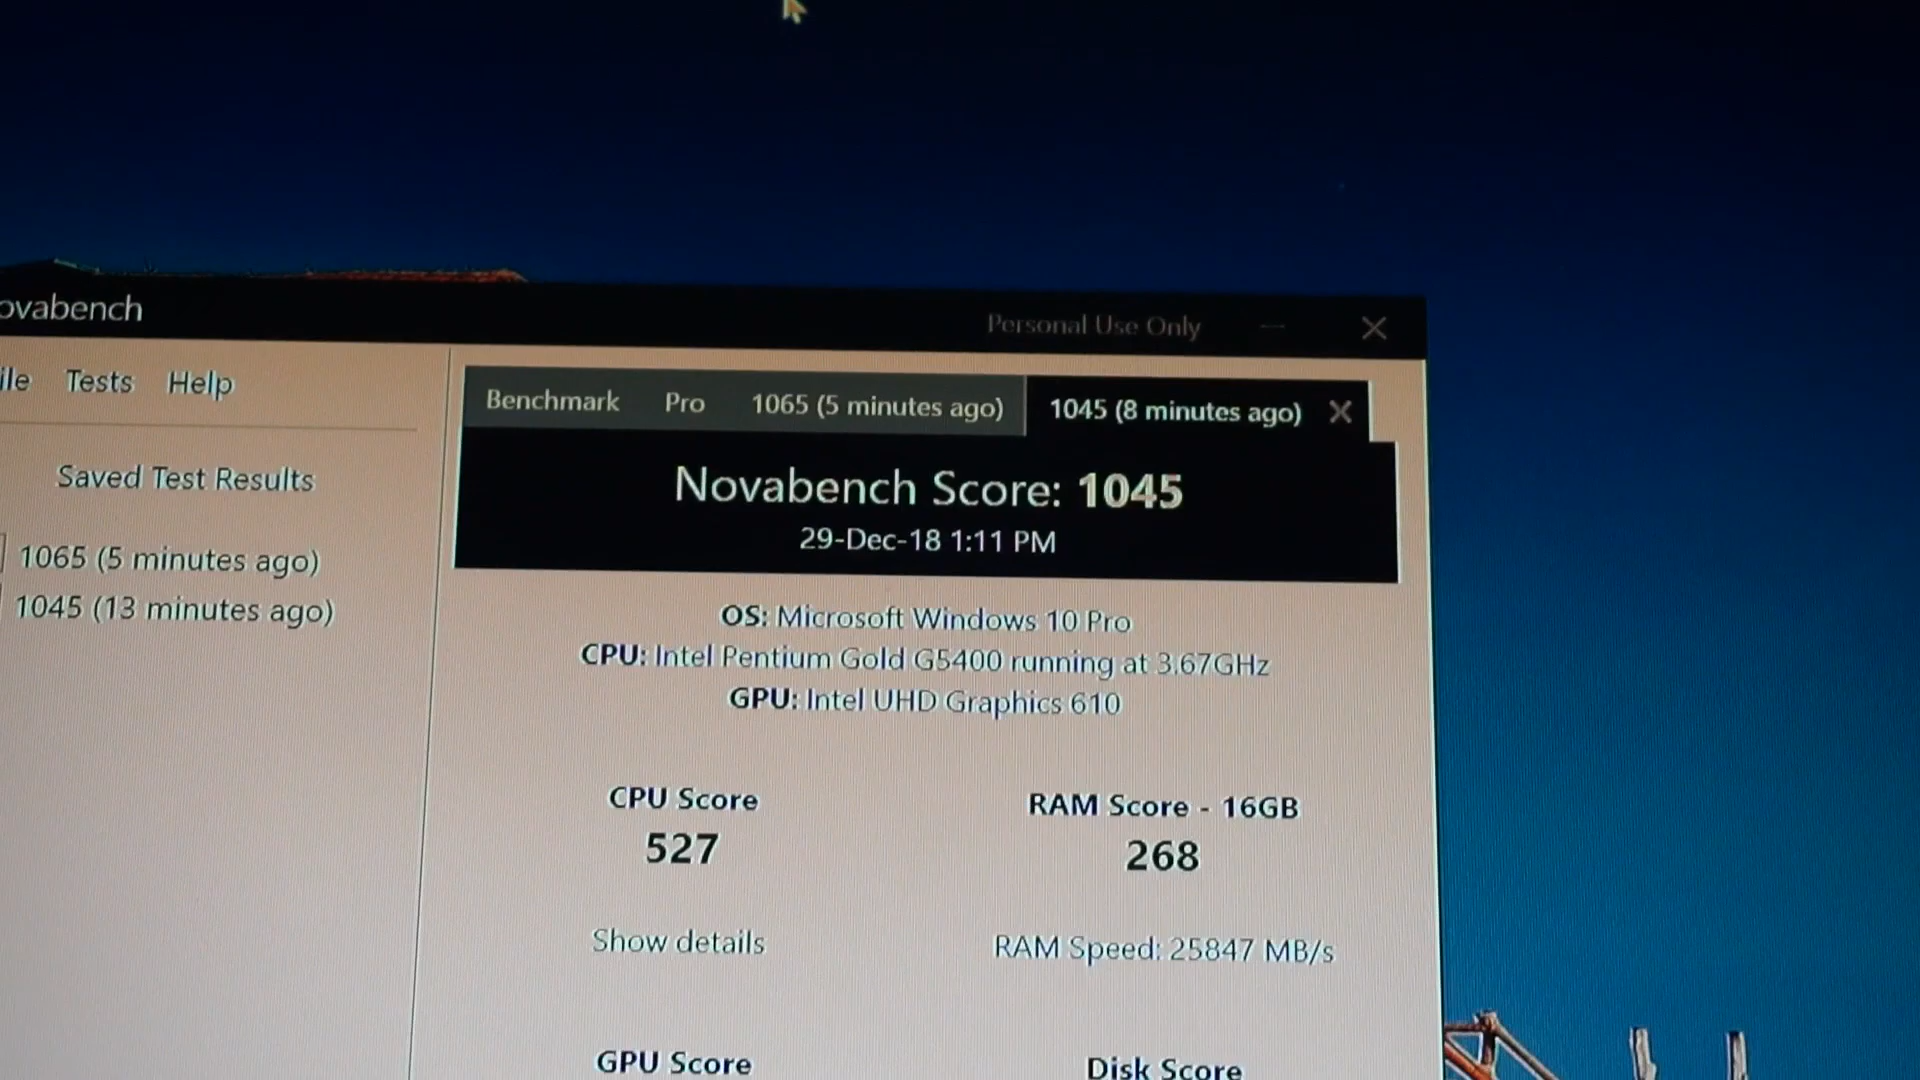 ovabench
Personal Use Only
ile Tests Help
Benchmark Pro 1065 (5 minutes ago) 1045 (8 minutes ago)
Saved Test Results
1065 (5 minutes ago)
1045 (13 minutes ago)
Novabench Score: 1045
29-Dec-18 1:11 PM
OS: Microsoft Windows 10 Pro
CPU: Intel Pentium Gold G5400 running at 3.67GHz
GPU: Intel UHD Graphics 610
CPU Score
527
Show details
RAM Score - 16GB
268
RAM Speed: 25847 MB/s
GPU Score
Disk Score